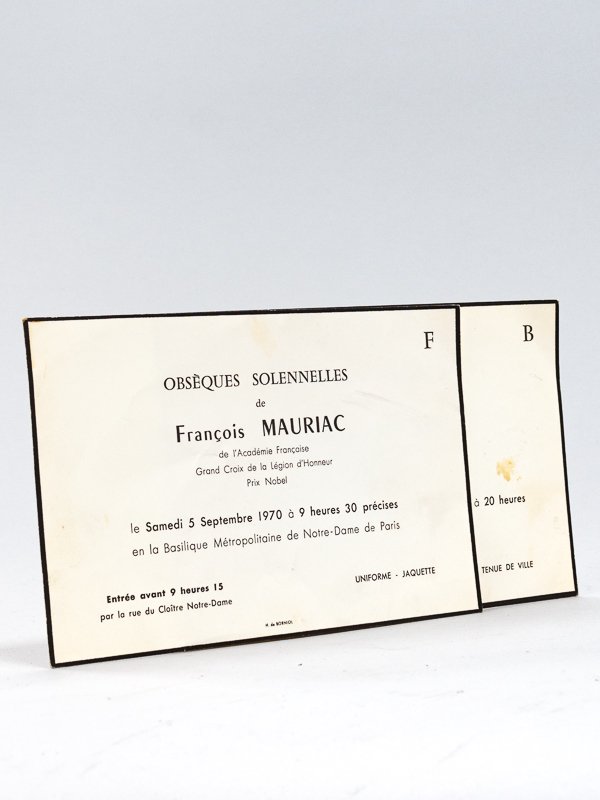 F
OBSÈQUES SOLENNELLES
de
François MAURIAC
de l'Académie Française
Grand Croix de la Légion d'Honneur
Prix Nobel
le Samedi 5 Septembre 1970 à 9 heures 30 précises
en la Basilique Métropolitaine de Notre-Dame de Paris
Entrée avant 9 heures 15
par la rue du Cloître Notre-Dame
UNIFORME - JAQUETTE
H. de BORNIOL
B
à 20 heures
TENUE DE VILLE